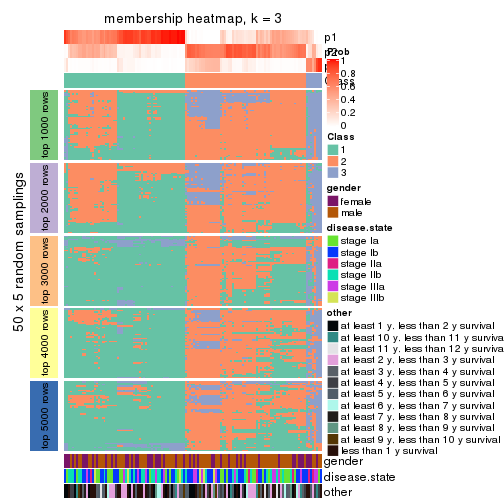 membership heatmap, k = 3
p1
p2
Prob
1
0.8
0.6
0.4
0.2
0
Class
1
2
3
gender
female
male
disease.state
stage Ia
stage Ib
stage IIa
stage IIb
stage IIIa
stage IIIb
other
at least 1 y. less than 2 y survival
at least 10 y. less than 11 y surviva
at least 11 y. less than 12 y surviva
at least 2 y. less than 3 y survival
at least 3 y. less than 4 y survival
at least 4 y. less than 5 y survival
at least 5 y. less than 6 y survival
at least 6 y. less than 7 y survival
at least 7 y. less than 8 y survival
at least 8 y. less than 9 y survival
at least 9 y. less than 10 y survival
less than 1 y survival
50 x 5 random samplings
top 1000 rows
top 2000 rows
top 3000 rows
top 4000 rows
top 5000 rows
gender
disease.state
other